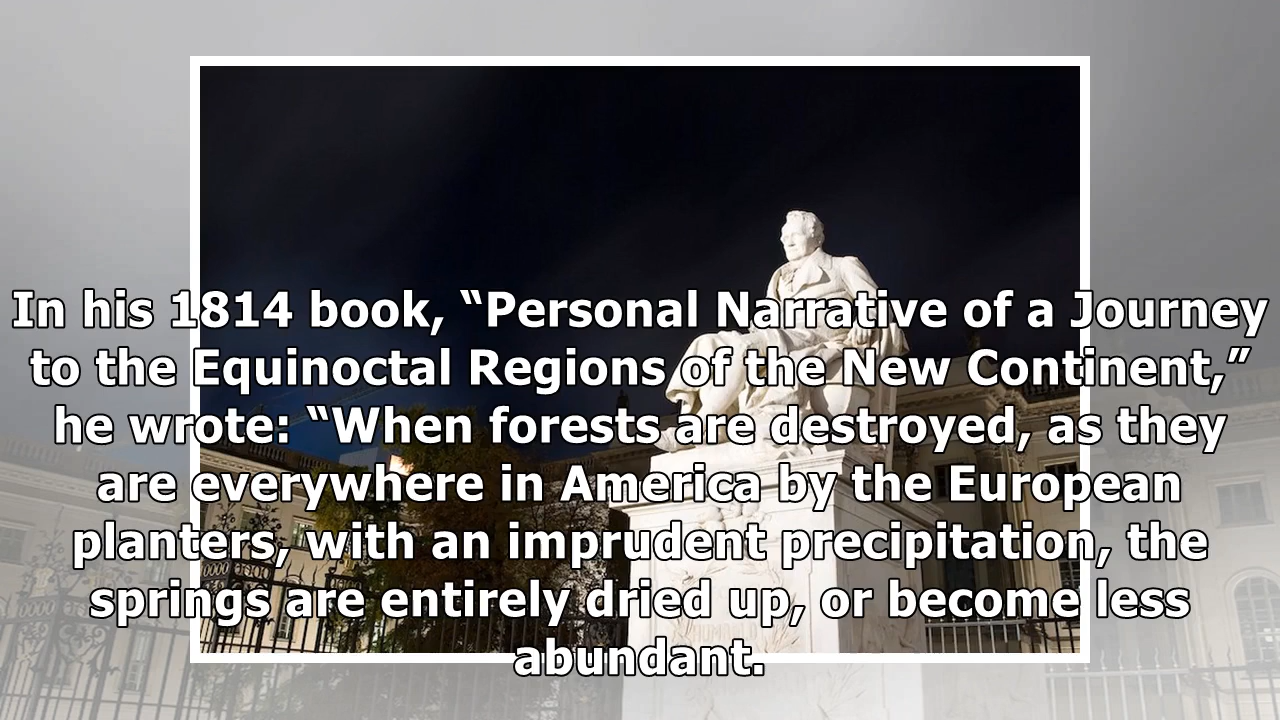 In his 1814 book, “Personal Narrative of a Journey
to the Equinoctal Regions of the New Continent,”
he wrote: “When forests are destroyed, as they
are everywhere in America by the European
planters, with an imprudent precipitation, the
springs are entirely dried up, or become less
abundant.